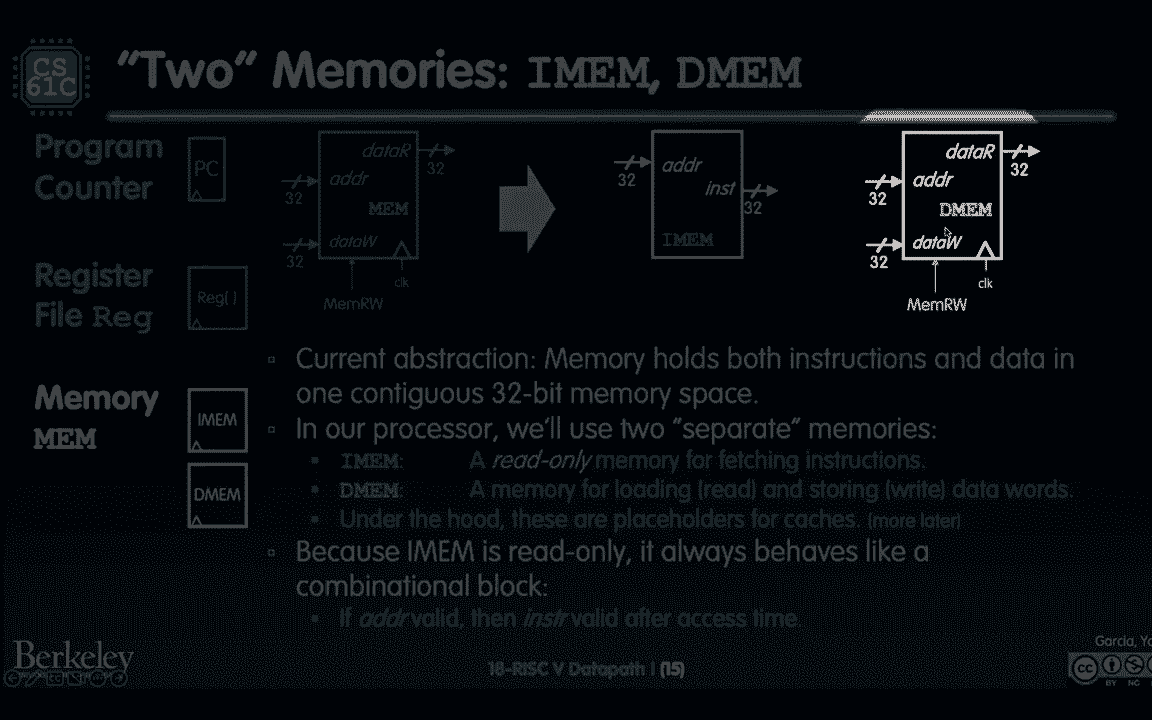 CS
61C
"Two" Memories: IMEM, DMEM
Program
Counter
PC
dataR
32
addr
32
MEM
dataW
32
clk
MemRW
addr
32
inst
32
IMEM
dataR
32
addr
32
DMEM
dataW
32
clk
MemRW
Register
File Reg
Reg[ ]
Memory
MEM
IMEM
DMEM
▫ Current abstraction: Memory holds both instructions and data in
one contiguous 32-bit memory space.
▫ In our processor, we'll use two "separate" memories:
▪ IMEM: A read-only memory for fetching instructions.
▪ DMEM: A memory for loading (read) and storing (write) data words.
▪ Under the hood, these are placeholders for caches. (more later)
▫ Because IMEM is read-only, it always behaves like a
combinational block:
▪ If addr valid, then instr valid after access time.
Berkeley
18-RISC V Datapath I (15)
Garcia,
cc
BY NC